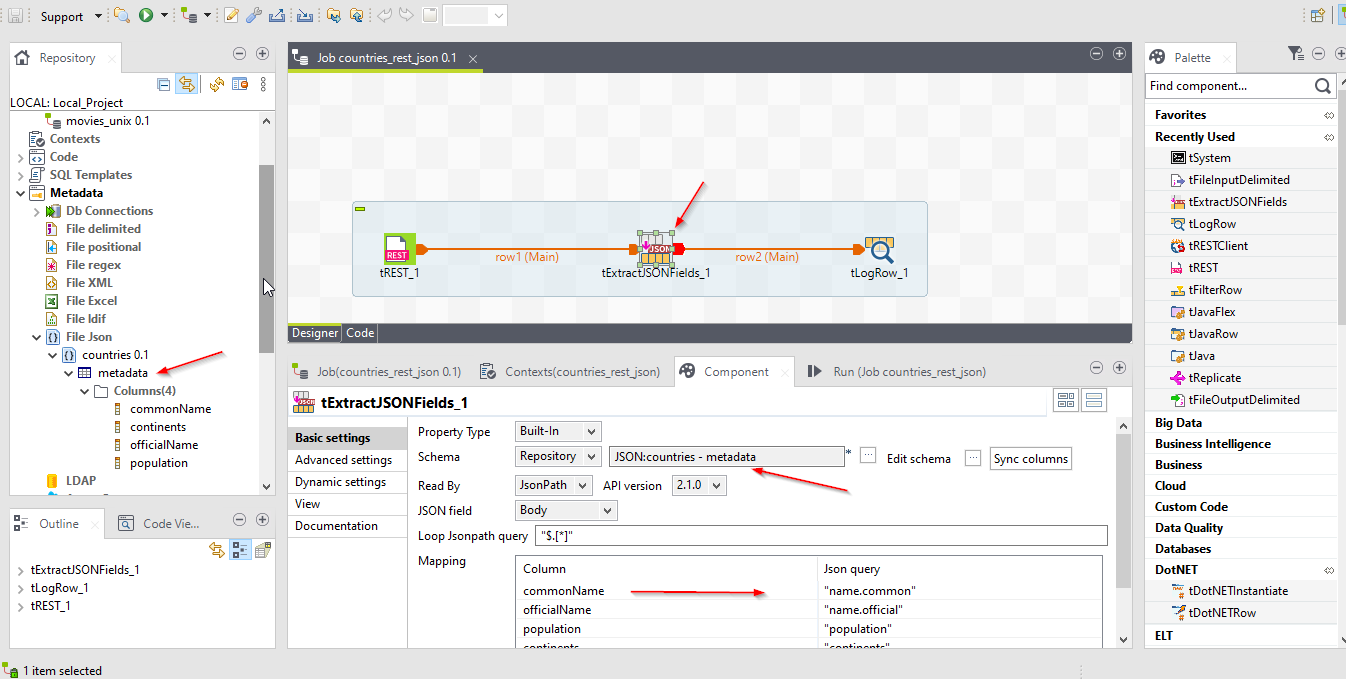 Support
Repository
LOCAL: Local_Project
movies_unix 0.1
Contexts
Code
SQL Templates
Metadata
Db Connections
File delimited
File positional
File regex
File XML
File Excel
File ldif
File Json
countries 0.1
metadata
Columns(4)
commonName
continents
officialName
population
LDAP
Outline
Code Vie...
tExtractJSONFields_1
tLogRow_1
tREST_1
1 item selected
Job countries_rest_json 0.1
REST
JSON
row1 (Main)
row2 (Main)
tREST_1
tExtractJSONFields_1
tLogRow_1
Designer
Code
Job(countries_rest_json 0.1)
Contexts(countries_rest_json)
Component
Run (Job countries_rest_json)
tExtractJSONFields_1
Basic settings
Advanced settings
Dynamic settings
View
Documentation
Property Type
Built-In
Schema
Repository
JSON:countries - metadata
*
...
Edit schema
...
Sync columns
Read By
JsonPath
API version
2.1.0
JSON field
Body
Loop Jsonpath query
"$.[*]"
Mapping
Column
Json query
commonName
"name.common"
officialName
"name.official"
population
"population"
continents
"continents"
Palette
Find component...
Favorites
Recently Used
tSystem
tFileInputDelimited
tExtractJSONFields
tLogRow
tRESTClient
tREST
tFilterRow
tJavaFlex
tJavaRow
tJava
tReplicate
tFileOutputDelimited
Big Data
Business Intelligence
Business
Cloud
Custom Code
Data Quality
Databases
DotNET
tDotNETInstantiate
tDotNETRow
ELT